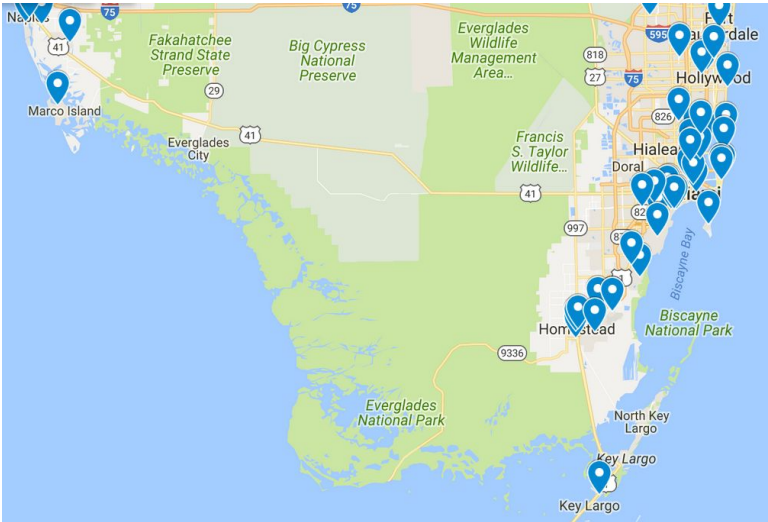 Naples
75
75
Fort
Lauderdale
41
Fakahatchee
Strand State
Preserve
Big Cypress
National
Preserve
Everglades
Wildlife
Management
Area...
595
818
27
75
Hollywood
29
Marco Island
826
Everglades
City
41
Francis
S. Taylor
Wildlife...
Hialeah
Doral
41
Miami
997
1
Biscayne Bay
Biscayne
National Park
Homestead
9336
Everglades
National Park
North Key
Largo
Key Largo
Key Largo